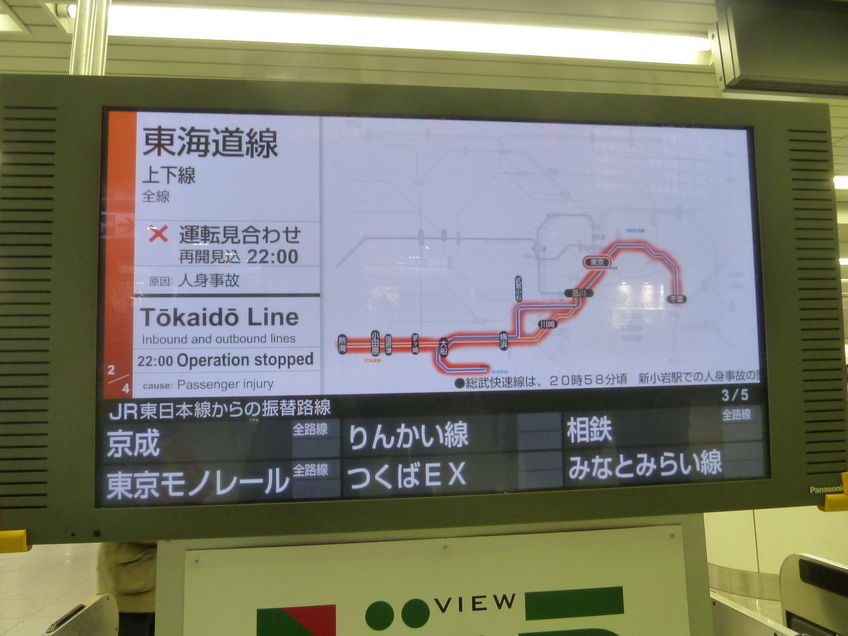 東海道線
上下線
全線
運転見合わせ
再開見込 22:00
原因: 人身事故
Tōkaidō Line
Inbound and outbound lines
22:00 Operation stopped
cause: Passenger injury
2/4
東京
品川
川崎
千葉
横浜
大船
小田原
熱海
●総武快速線は、20時58分頃 新小岩駅での人身事故の
JR東日本線からの振替路線
3/5
京成 全路線
りんかい線
相鉄 全路線
東京モノレール 全路線
つくばEX
みなとみらい線
Panasonic
VIEW